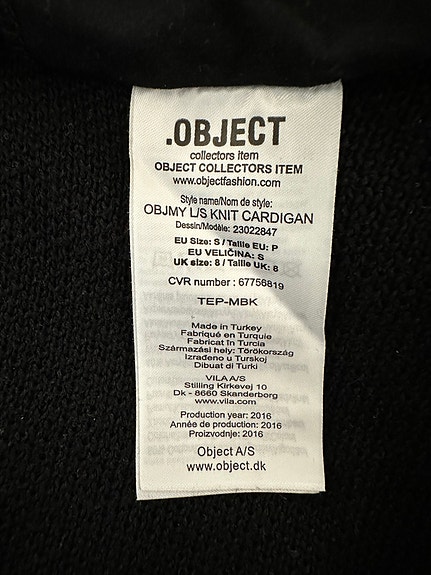 .OBJECT
collectors item
OBJECT COLLECTORS ITEM
www.objectfashion.com
Style name/Nom de style:
OBJMY L/S KNIT CARDIGAN
Dessin/Modèle: 23022847
EU Size: S / Taille EU: P
EU VELIČINA: S
UK size: 8 / Taille UK: 8
CVR number : 67756819
TEP-MBK
Made in Turkey
Fabriqué en Turquie
Fabricat în Turcia
Származási hely: Törökország
Izrađeno u Turskoj
Dibuat di Turki
VILA A/S
Stilling Kirkevej 10
Dk - 8660 Skanderborg
www.vila.com
Production year: 2016
Année de production: 2016
Proizvodnje: 2016
Object A/S
www.object.dk